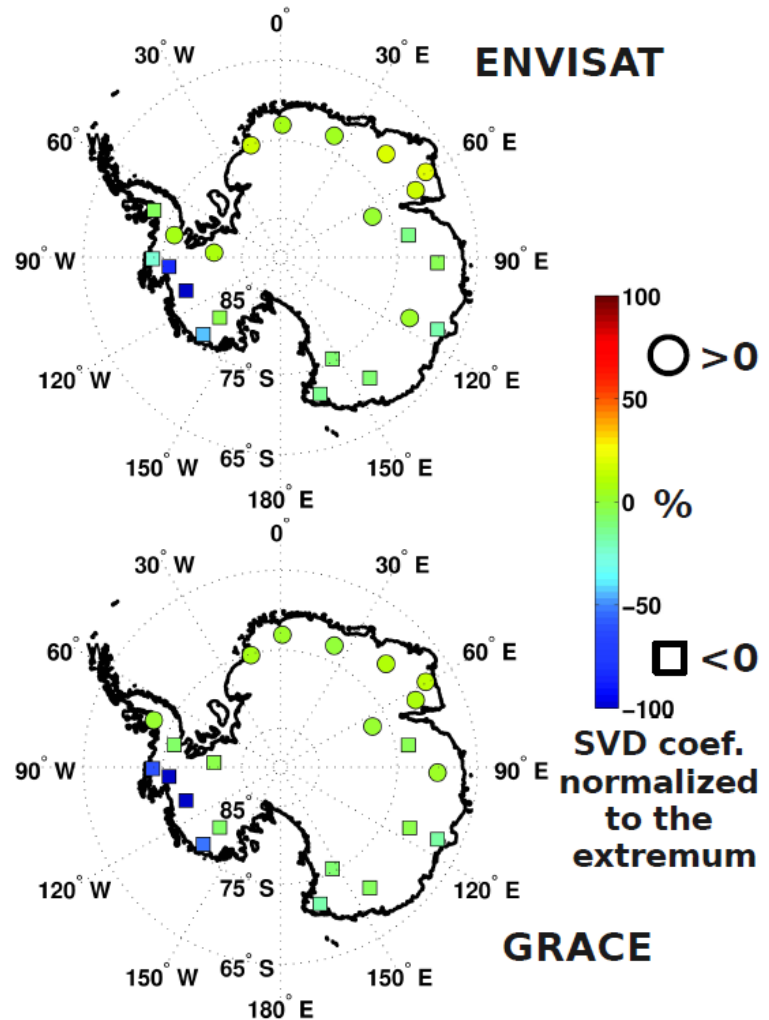 0° 
30° W
30° E
ENVISAT
60° W
60° E
90° W
90° E
85°
100
>0
120° W
75° S
120° E
50
150° W
65° S
150° E
0
%
180° E
−50
<0
−100
0°
30° W
30° E
60° W
60° E
SVD coef.
normalized
to the
extremum
90° W
90° E
85°
120° W
75° S
120° E
GRACE
150° W
65° S
150° E
180° E